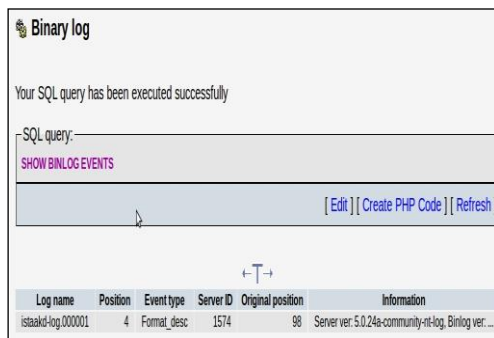 Binary log
Your SQL query has been executed successfully
SQL query:
SHOW BINLOG EVENTS
[ Edit ] [ Create PHP Code ] [ Refresh
←T→
Log name Position Event type Server ID Original position Information
istaakd-log.000001 4 Format_desc 1574 98 Server ver: 5.0.24a-community-nt-log, Binlog ver: ...